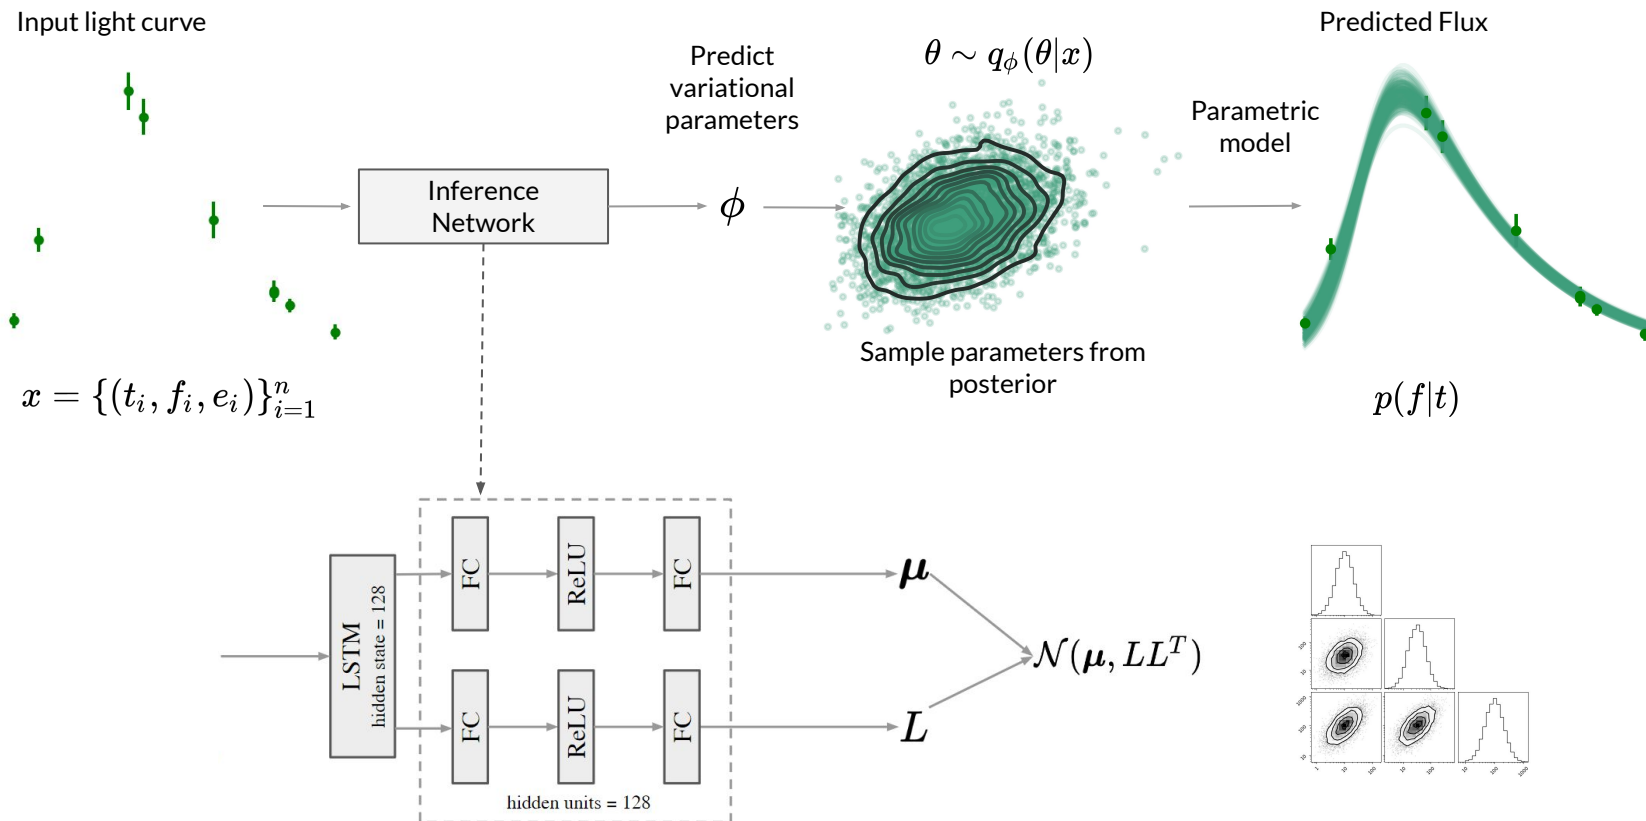 Input light curve
Predicted Flux
Predict
variational
parameters
θ ∼ q_ϕ(θ|x)
Parametric
model
Inference
Network
ϕ
Sample parameters from
posterior
x = {(t_i, f_i, e_i)}_{i=1}^n
p(f|t)
LSTM
hidden state = 128
FC
ReLU
FC
μ
N(μ, LL^T)
FC
ReLU
FC
L
hidden units = 128